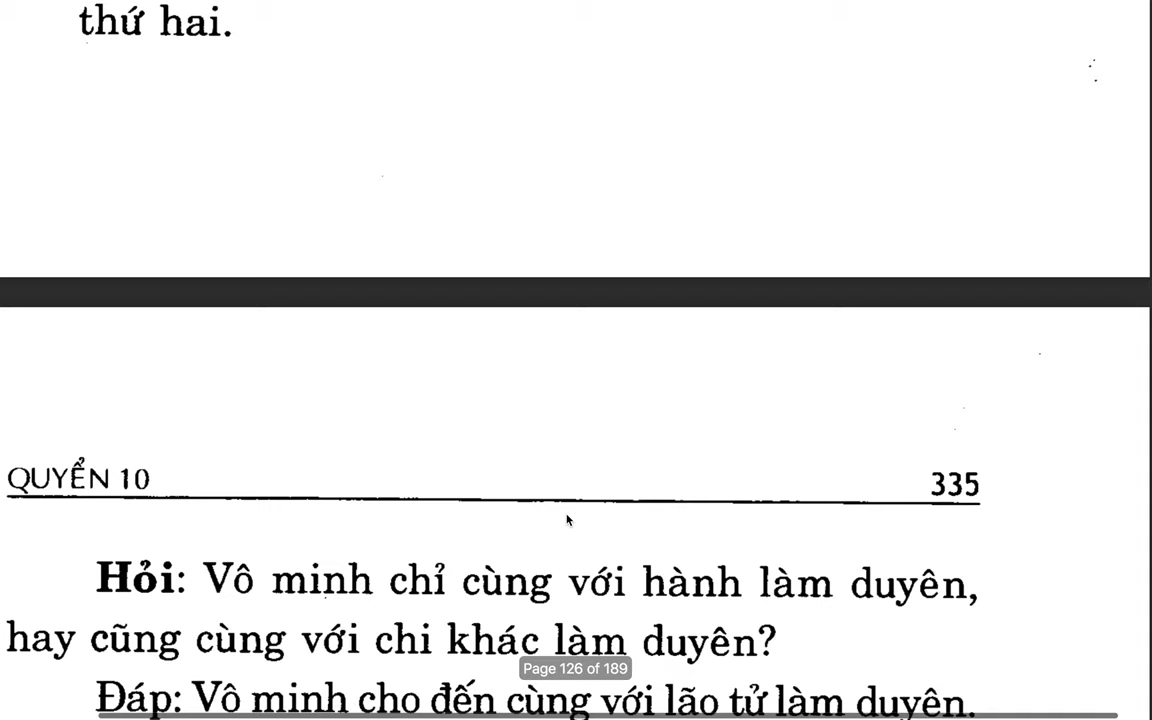 thứ hai.
QUYỂN 10
335
Hỏi: Vô minh chỉ cùng với hành làm duyên,
hay cũng cùng với chi khác làm duyên?
Page 126 of 189
Đáp: Vô minh cho đến cùng với lão tử làm duyên.